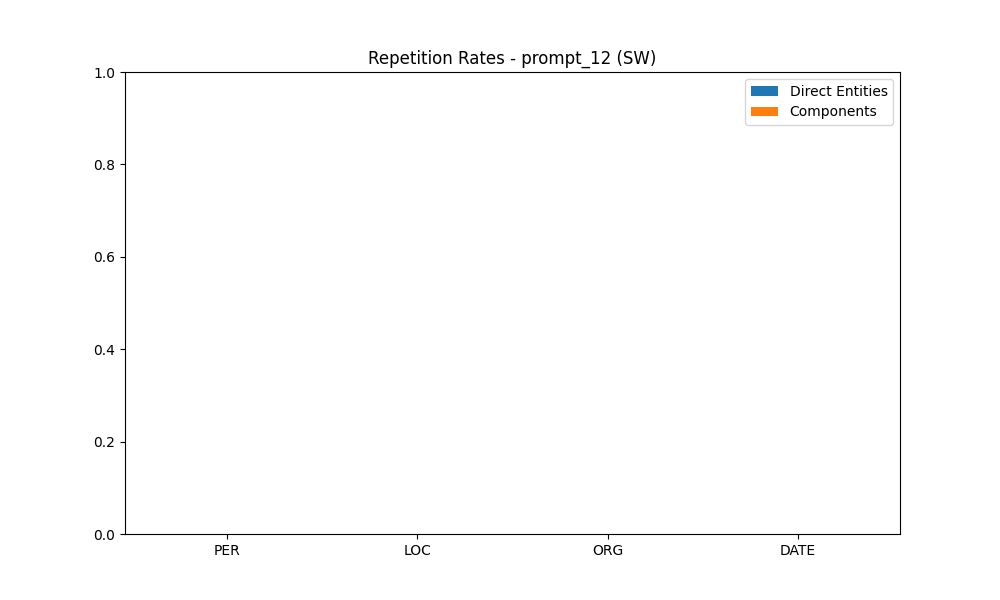 Repetition Rates - prompt_12 (SW)
1.0
Direct Entities
Components
0.8
0.6
0.4
0.2
0.0
PER LOC ORG DATE